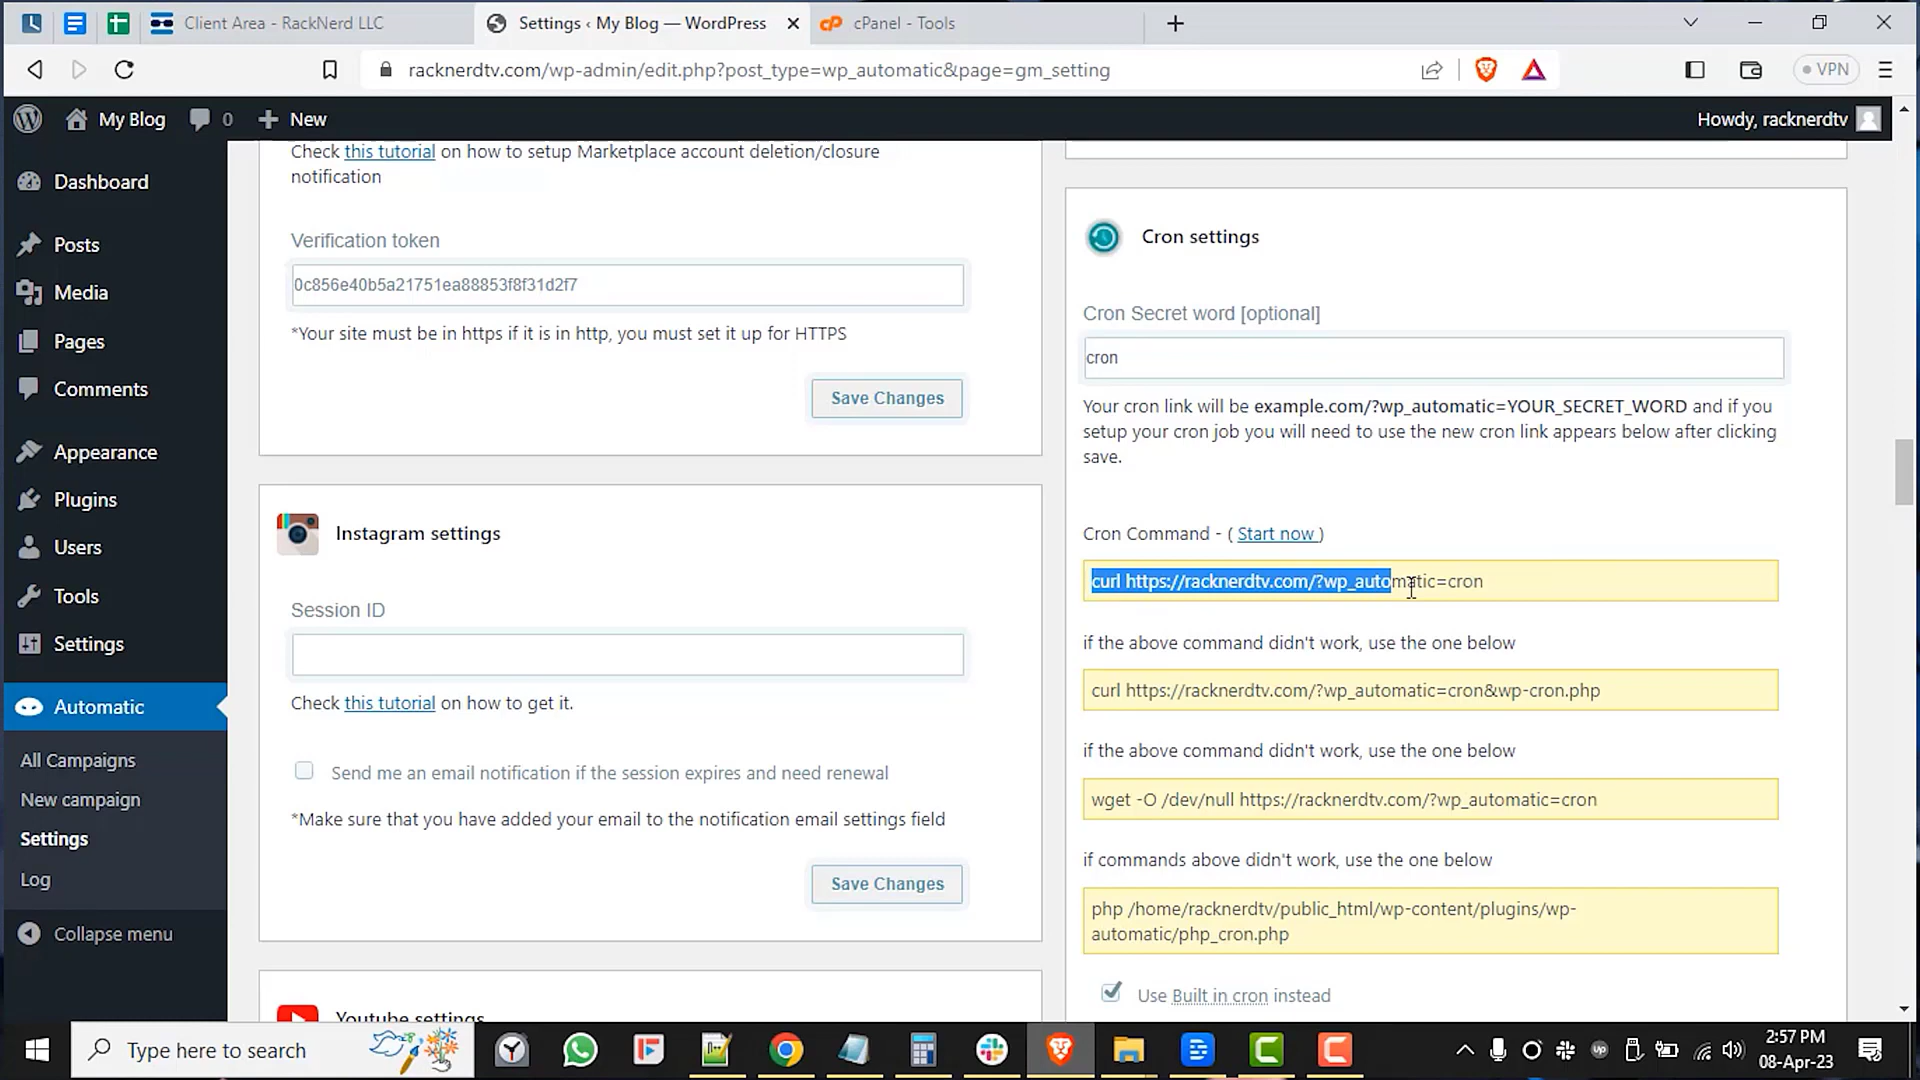 Client Area - RackNerd LLC
Settings ‹ My Blog — WordPress
cPanel - Tools
racknerdtv.com/wp-admin/edit.php?post_type=wp_automatic&page=gm_setting
VPN
My Blog
0
New
Howdy, racknerdtv
Dashboard
Posts
Media
Pages
Comments
Appearance
Plugins
Users
Tools
Settings
Automatic
All Campaigns
New campaign
Settings
Log
Collapse menu
Check this tutorial on how to setup Marketplace account deletion/closure
notification
Verification token
0c856e40b5a21751ea88853f8f31d2f7
*Your site must be in https if it is in http, you must set it up for HTTPS
Save Changes
Instagram settings
Session ID
Check this tutorial on how to get it.
Send me an email notification if the session expires and need renewal
*Make sure that you have added your email to the notification email settings field
Save Changes
Youtube settings
Cron settings
Cron Secret word [optional]
cron
Your cron link will be example.com/?wp_automatic=YOUR_SECRET_WORD and if you
setup your cron job you will need to use the new cron link appears below after clicking
save.
Cron Command - ( Start now )
curl https://racknerdtv.com/?wp_automatic=cron
if the above command didn't work, use the one below
curl https://racknerdtv.com/?wp_automatic=cron&wp-cron.php
if the above command didn't work, use the one below
wget -O /dev/null https://racknerdtv.com/?wp_automatic=cron
if commands above didn't work, use the one below
php /home/racknerdtv/public_html/wp-content/plugins/wp-
automatic/php_cron.php
Use Built in cron instead
Type here to search
2:57 PM
08-Apr-23